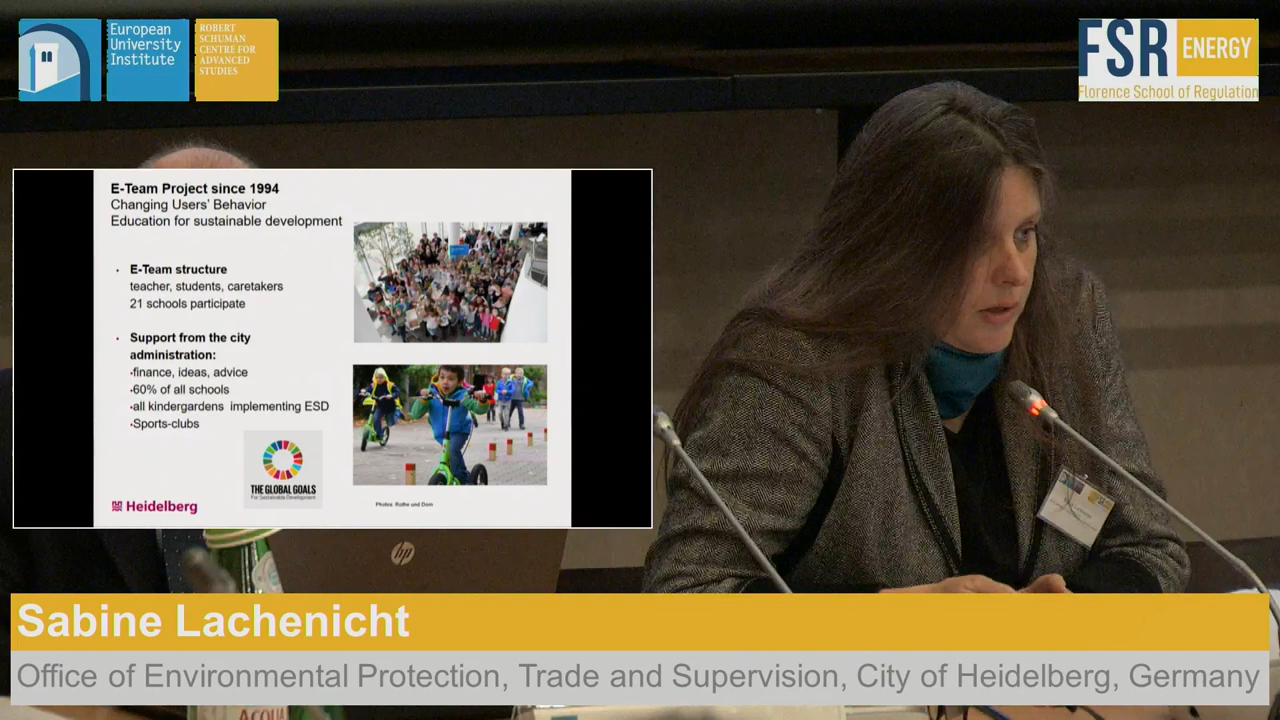 European
University
Institute
ROBERT
SCHUMAN
CENTRE FOR
ADVANCED
STUDIES
FSR ENERGY
Florence School of Regulation
E-Team Project since 1994
Changing Users' Behavior
Education for sustainable development
E-Team structure
teacher, students, caretakers
21 schools participate
Support from the city
administration:
•finance, ideas, advice
•60% of all schools
•all kindergardens implementing ESD
•Sports-clubs
THE GLOBAL GOALS
For Sustainable Development
Heidelberg
Photos: Rothe und Dorn
hp
Sabine Lachenicht
Office of Environmental Protection, Trade and Supervision, City of Heidelberg, Germany
ACQUA